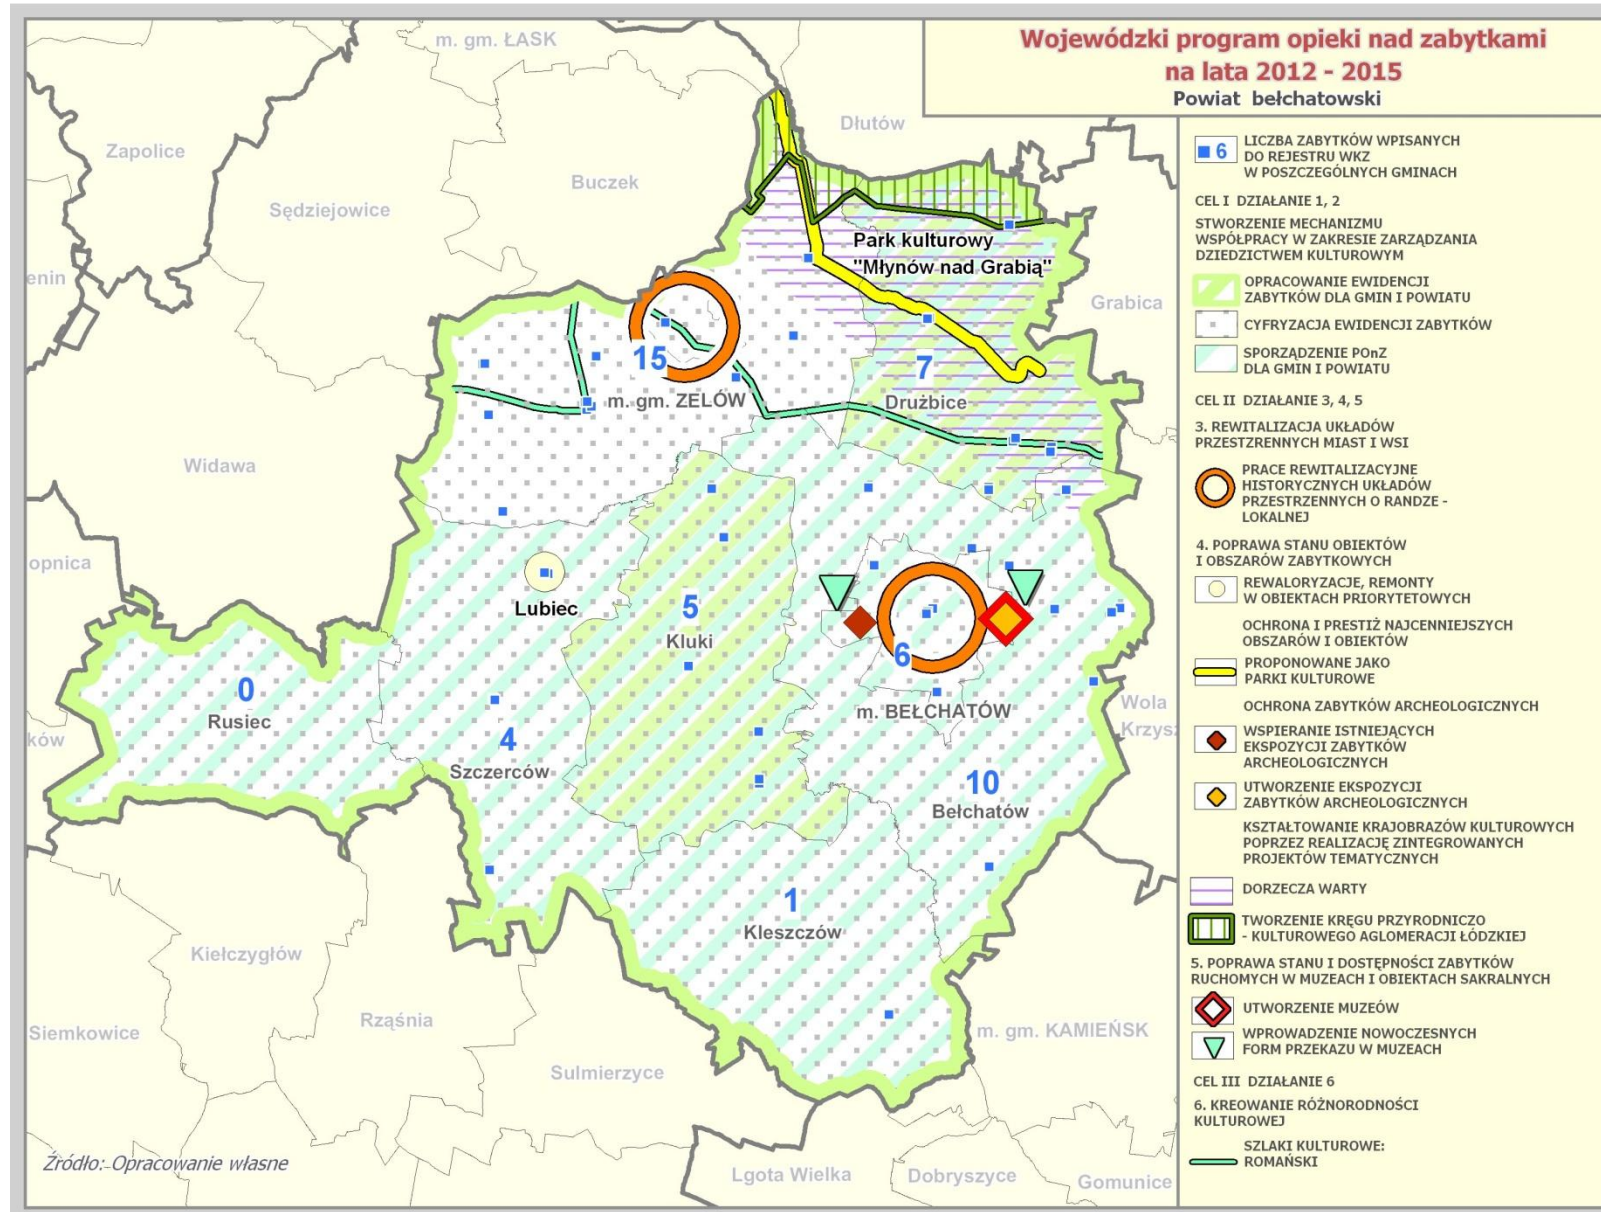 Wojewódzki program opieki nad zabytkami
na lata 2012 - 2015
Powiat bełchatowski
m. gm. ŁASK
Dłutów
Zapolice
Buczek
Sędziejowice
enin
Grabica
Park kulturowy
"Młynów nad Grabią"
15
m. gm. ZELÓW
7
Drużbice
Widawa
opnica
Lubiec
5
Kluki
6
m. BEŁCHATÓW
0
Rusiec
ków
Wola
Krzysz
4
Szczerców
10
Bełchatów
1
Kleszczów
Kiełczygłów
Siemkowice
Rząśnia
m. gm. KAMIEŃSK
Sulmierzyce
Źródło: Opracowanie własne
Lgota Wielka
Dobryszyce
Gomunice
6
LICZBA ZABYTKÓW WPISANYCH
DO REJESTRU WKZ
W POSZCZEGÓLNYCH GMINACH
CEL I DZIAŁANIE 1, 2
STWORZENIE MECHANIZMU
WSPÓŁPRACY W ZAKRESIE ZARZĄDZANIA
DZIEDZICTWEM KULTUROWYM
OPRACOWANIE EWIDENCJI
ZABYTKÓW DLA GMIN I POWIATU
CYFRYZACJA EWIDENCJI ZABYTKÓW
SPORZĄDZENIE POnZ
DLA GMIN I POWIATU
CEL II DZIAŁANIE 3, 4, 5
3. REWITALIZACJA UKŁADÓW
PRZESTZRENNYCH MIAST I WSI
PRACE REWITALIZACYJNE
HISTORYCZNYCH UKŁADÓW
PRZESTRZENNYCH O RANDZE -
LOKALNEJ
4. POPRAWA STANU OBIEKTÓW
I OBSZARÓW ZABYTKOWYCH
REWALORYZACJE, REMONTY
W OBIEKTACH PRIORYTETOWYCH
OCHRONA I PRESTIŻ NAJCENNIEJSZYCH
OBSZARÓW I OBIEKTÓW
PROPONOWANE JAKO
PARKI KULTUROWE
OCHRONA ZABYTKÓW ARCHEOLOGICZNYCH
WSPIERANIE ISTNIEJĄCYCH
EKSPOZYCJI ZABYTKÓW
ARCHEOLOGICZNYCH
UTWORZENIE EKSPOZYCJI
ZABYTKÓW ARCHEOLOGICZNYCH
KSZTAŁTOWANIE KRAJOBRAZÓW KULTUROWYCH
POPRZEZ REALIZACJĘ ZINTEGROWANYCH
PROJEKTÓW TEMATYCZNYCH
DORZECZA WARTY
TWORZENIE KRĘGU PRZYRODNICZO
- KULTUROWEGO AGLOMERACJI ŁÓDZKIEJ
5. POPRAWA STANU I DOSTĘPNOŚCI ZABYTKÓW
RUCHOMYCH W MUZEACH I OBIEKTACH SAKRALNYCH
UTWORZENIE MUZEÓW
WPROWADZENIE NOWOCZESNYCH
FORM PRZEKAZU W MUZEACH
CEL III DZIAŁANIE 6
6. KREOWANIE RÓŻNORODNOŚCI
KULTUROWEJ
SZLAKI KULTUROWE:
ROMAŃSKI